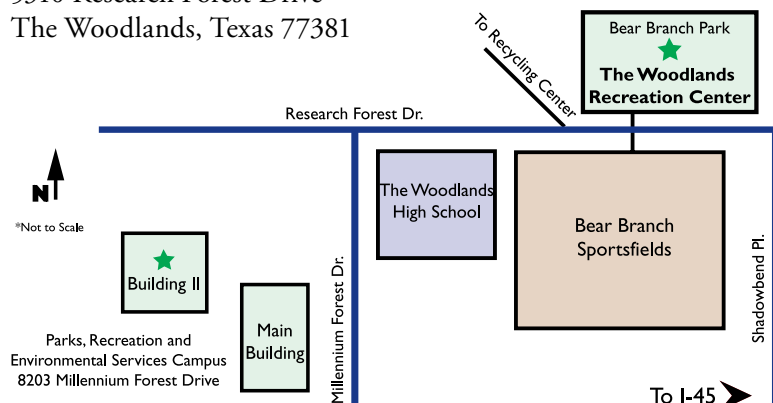 The Woodlands, Texas 77381
To Recycling Center
Bear Branch Park
The Woodlands
Recreation Center
Research Forest Dr.
N
*Not to Scale
The Woodlands
High School
Bear Branch
Sportsfields
Building II
Main
Building
Parks, Recreation and
Environmental Services Campus
8203 Millennium Forest Drive
Millennium Forest Dr.
Shadowbend Pl.
To I-45